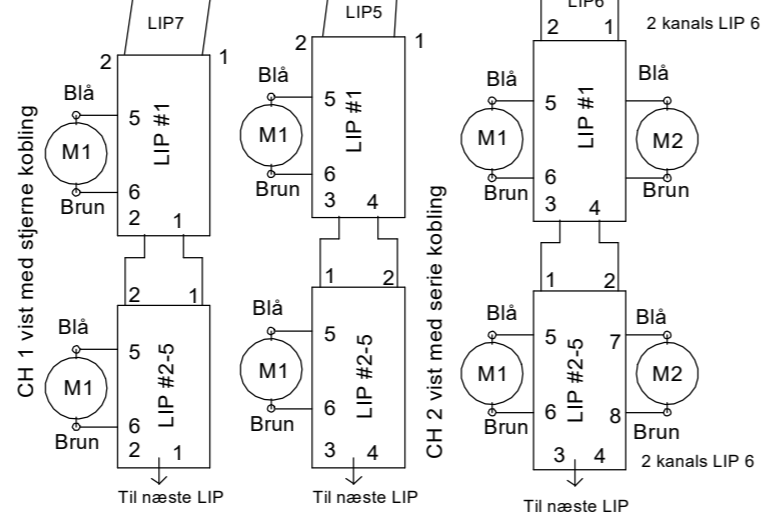 LIP7
2 1
Blå
5
M1
LIP #1
6
Brun
2 1
2 1
Blå
5
M1
LIP #2-5
6
Brun
2 1
Til næste LIP
CH 1 vist med stjerne kobling
LIP5
2 1
Blå
5
M1
LIP #1
6
Brun
3 4
1 2
Blå
5
M1
LIP #2-5
6
Brun
3 4
Til næste LIP
CH 2 vist med serie kobling
LIP6
2 1
2 kanals LIP 6
Blå
Blå
5
M1
LIP #1
M2
6
Brun
Brun
3 4
1 2
Blå
Blå
5
7
M1
LIP #2-5
M2
6
8
Brun
Brun
3 4
2 kanals LIP 6
Til næste LIP